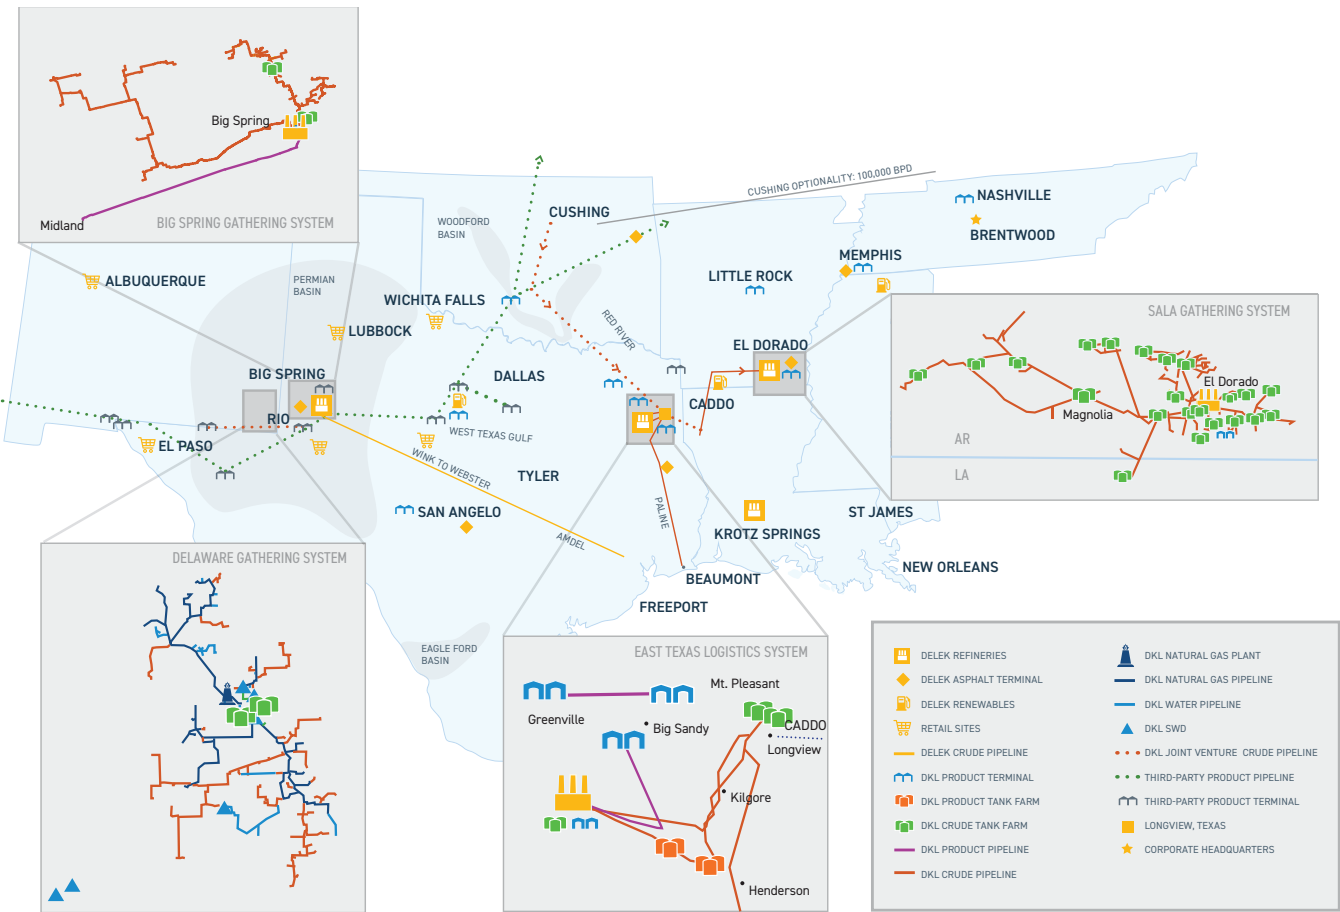 Big Spring
Midland
BIG SPRING GATHERING SYSTEM
CUSHING OPTIONALITY: 100,000 BPD
NASHVILLE
BRENTWOOD
WOODFORD
BASIN
CUSHING
MEMPHIS
ALBUQUERQUE
PERMIAN
BASIN
LITTLE ROCK
WICHITA FALLS
LUBBOCK
RED RIVER
EL DORADO
SALA GATHERING SYSTEM
El Dorado
Magnolia
AR
LA
BIG SPRING
DALLAS
CADDO
RIO
EL PASO
WEST TEXAS GULF
WINK TO WEBSTER
TYLER
SAN ANGELO
AMDEL
PALINE
KROTZ SPRINGS
ST JAMES
NEW ORLEANS
BEAUMONT
FREEPORT
EAGLE FORD
BASIN
DELAWARE GATHERING SYSTEM
EAST TEXAS LOGISTICS SYSTEM
Mt. Pleasant
Greenville
Big Sandy
CADDO
Longview
Kilgore
Henderson
DELEK REFINERIES
DELEK ASPHALT TERMINAL
DELEK RENEWABLES
RETAIL SITES
DELEK CRUDE PIPELINE
DKL PRODUCT TERMINAL
DKL PRODUCT TANK FARM
DKL CRUDE TANK FARM
DKL PRODUCT PIPELINE
DKL CRUDE PIPELINE
DKL NATURAL GAS PLANT
DKL NATURAL GAS PIPELINE
DKL WATER PIPELINE
DKL SWD
DKL JOINT VENTURE CRUDE PIPELINE
THIRD-PARTY PRODUCT PIPELINE
THIRD-PARTY PRODUCT TERMINAL
LONGVIEW, TEXAS
CORPORATE HEADQUARTERS